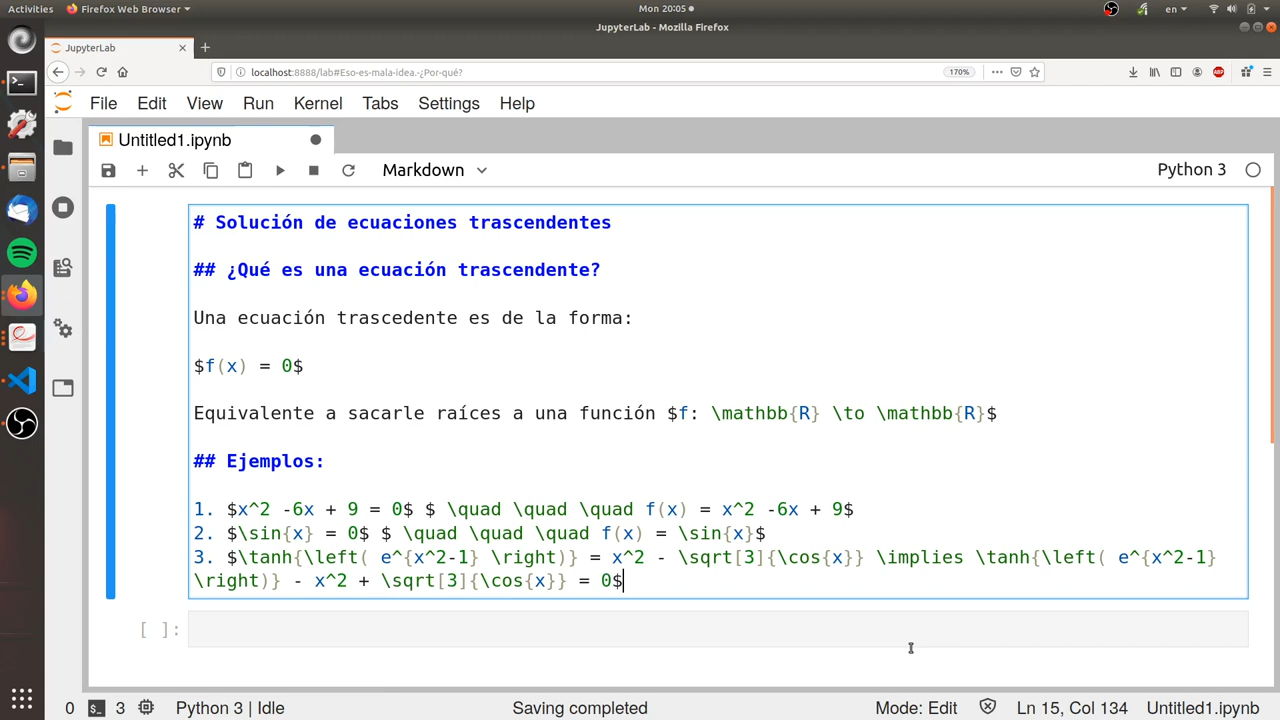 Activities Firefox Web Browser Mon 20:05 en
JupyterLab - Mozilla Firefox
JupyterLab
localhost:8888/lab#Eso-es-mala-idea.-¿Por-qué? 170% ABP
File Edit View Run Kernel Tabs Settings Help
Untitled1.ipynb
Markdown Python 3
# Solución de ecuaciones trascendentes
## ¿Qué es una ecuación trascendente?
Una ecuación trascedente es de la forma:
$f(x) = 0$
Equivalente a sacarle raíces a una función $f: \mathbb{R} \to \mathbb{R}$
## Ejemplos:
1. $x^2 -6x + 9 = 0$ $ \quad \quad \quad f(x) = x^2 -6x + 9$
2. $\sin{x} = 0$ $ \quad \quad \quad f(x) = \sin{x}$
3. $\tanh{\left( e^{x^2-1} \right)} = x^2 - \sqrt[3]{\cos{x}} \implies \tanh{\left( e^{x^2-1}
\right)} - x^2 + \sqrt[3]{\cos{x}} = 0$
[ ]:
0 3 Python 3 | Idle Saving completed Mode: Edit Ln 15, Col 134 Untitled1.ipynb